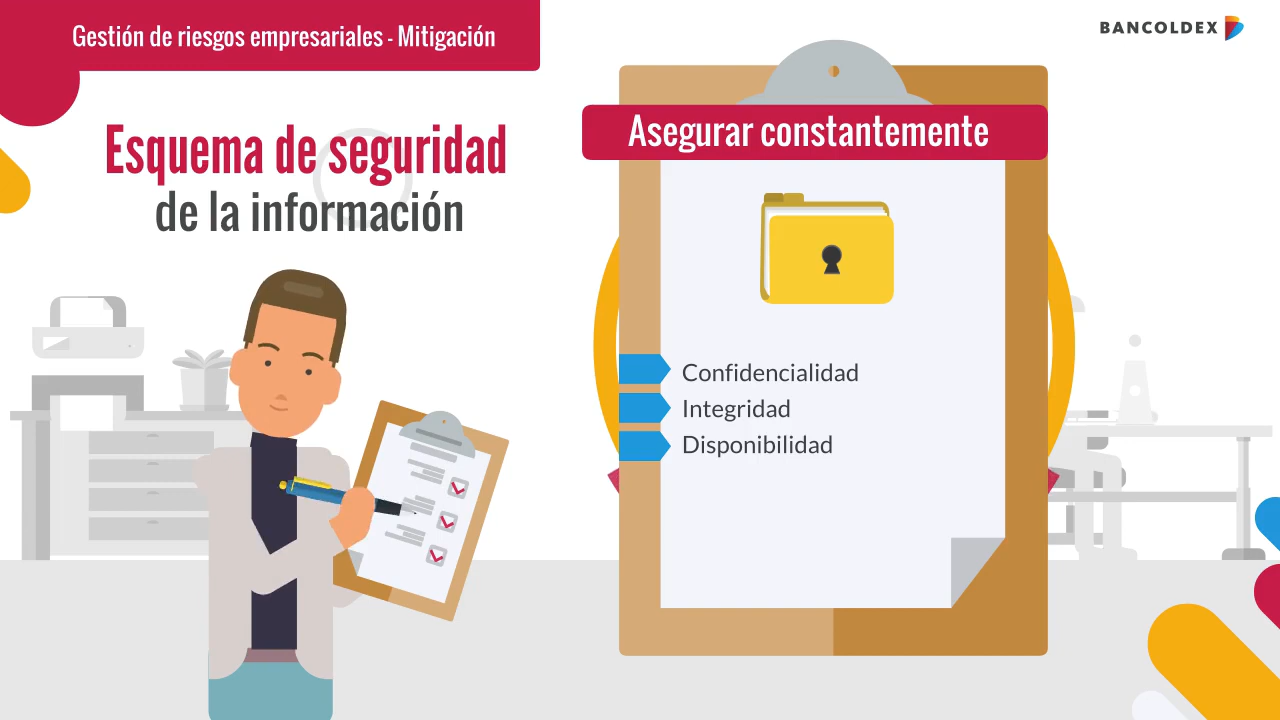 Gestión de riesgos empresariales - Mitigación
BANCOLDEX
Esquema de seguridad
de la información
Asegurar constantemente
Confidencialidad
Integridad
Disponibilidad